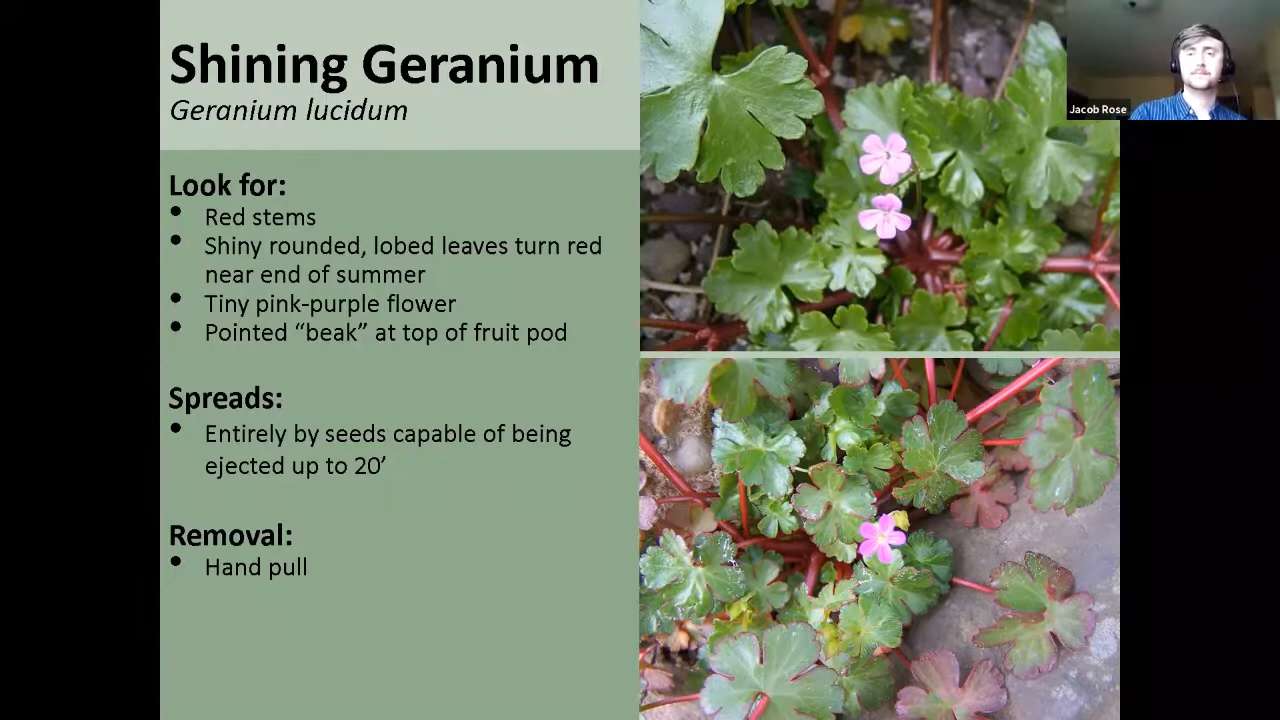 Shining Geranium
Geranium lucidum
Jacob Rose
Look for:
• Red stems
• Shiny rounded, lobed leaves turn red
near end of summer
• Tiny pink-purple flower
• Pointed “beak” at top of fruit pod
Spreads:
• Entirely by seeds capable of being
ejected up to 20’
Removal:
• Hand pull